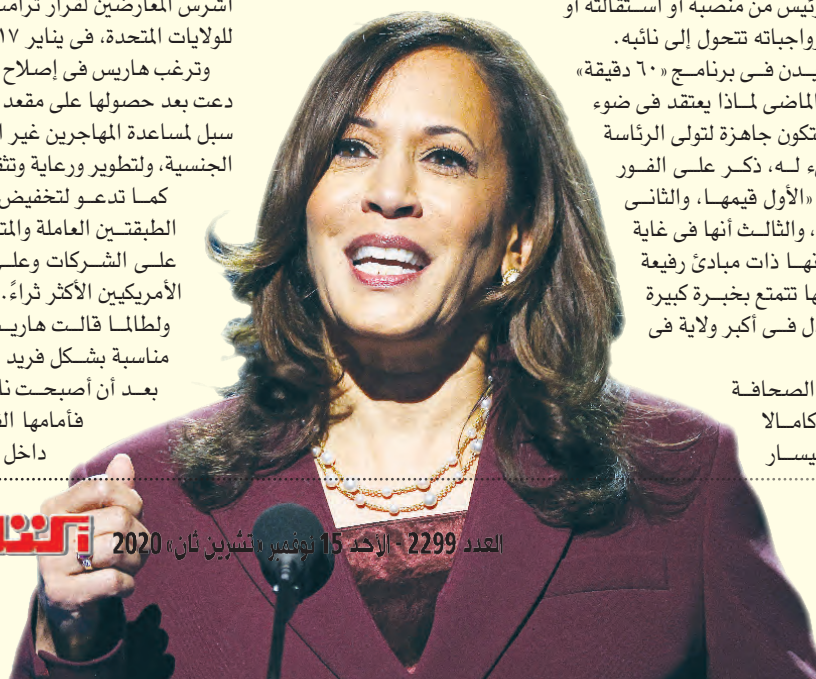 رئيس من منصبه أو استقالته أو
واجباته تتحول إلى نائبه.
يدن فى برنامج «٦٠ دقيقة»
الماضى لماذا يعتقد فى ضوء
تكون جاهزة لتولى الرئاسة
ء له، ذكر على الفور
«الأول قيمها، والثانى
، والثالث أنها فى غاية
تها ذات مبادئ رفيعة
ها تتمتع بخبرة كبيرة
ل فى أكبر ولاية فى
الصحافة
كامالا
يسار
أشرس المعارضين لقرار ترامب
للولايات المتحدة، فى يناير ١٧
وترغب هاريس فى إصلاح
دعت بعد حصولها على مقعد
سبل لمساعدة المهاجرين غير ا
الجنسية، ولتطوير ورعاية وتثق
كما تدعو لتخفيض
الطبقتين العاملة والمت
على الشركات وعلى
الأمريكيين الأكثر ثراءً.
ولطالما قالت هاريـ
مناسبة بشكل فريد
بعد أن أصبحت نا
فأمامها الف
داخل
العدد 2299 - الأحد 15 نوفمبر «تشرين ثان» 2020